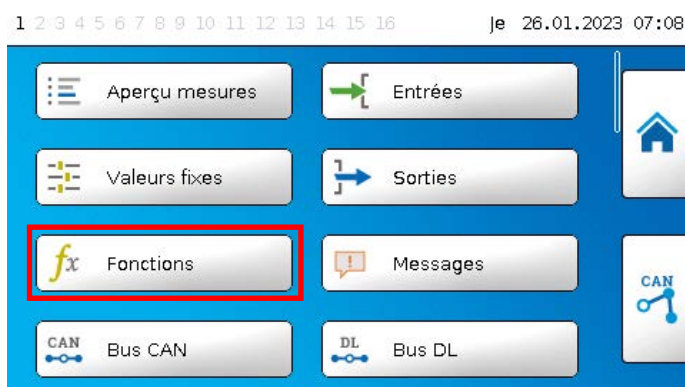 1 2 3 4 5 6 7 8 9 10 11 12 13 14 15 16 Je 26.01.2023 07:08
Aperçu mesures Entrées
Valeurs fixes Sorties
fx Fonctions ! Messages
CAN
CAN Bus CAN DL Bus DL